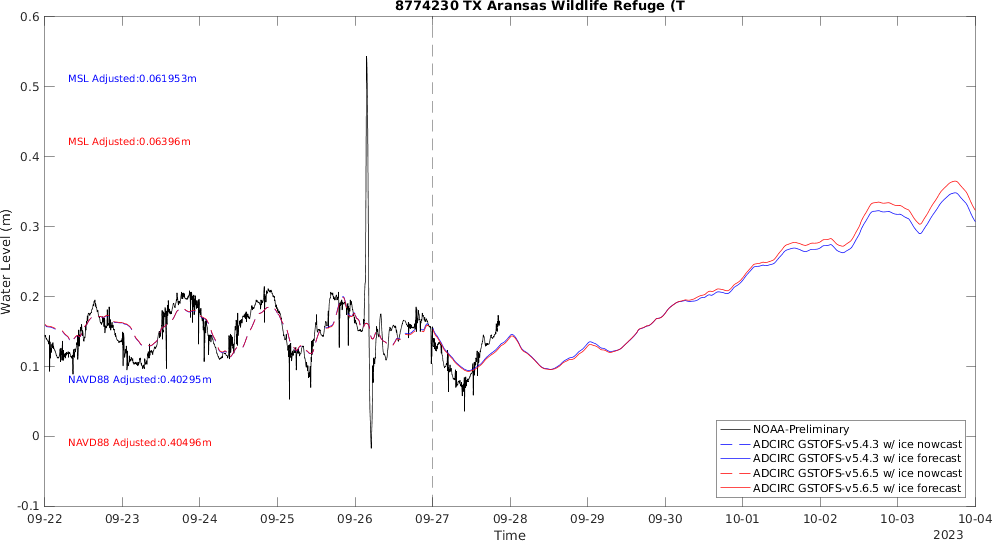 8774230 TX Aransas Wildlife Refuge (T
0.6
0.5
0.4
0.3
0.2
0.1
0
-0.1
Water Level (m)
MSL Adjusted:0.061953m
MSL Adjusted:0.06396m
NAVD88 Adjusted:0.40295m
NAVD88 Adjusted:0.40496m
NOAA-Preliminary
ADCIRC GSTOFS-v5.4.3 w/ ice nowcast
ADCIRC GSTOFS-v5.4.3 w/ ice forecast
ADCIRC GSTOFS-v5.6.5 w/ ice nowcast
ADCIRC GSTOFS-v5.6.5 w/ ice forecast
09-22 09-23 09-24 09-25 09-26 09-27 09-28 09-29 09-30 10-01 10-02 10-03 10-04
Time
2023